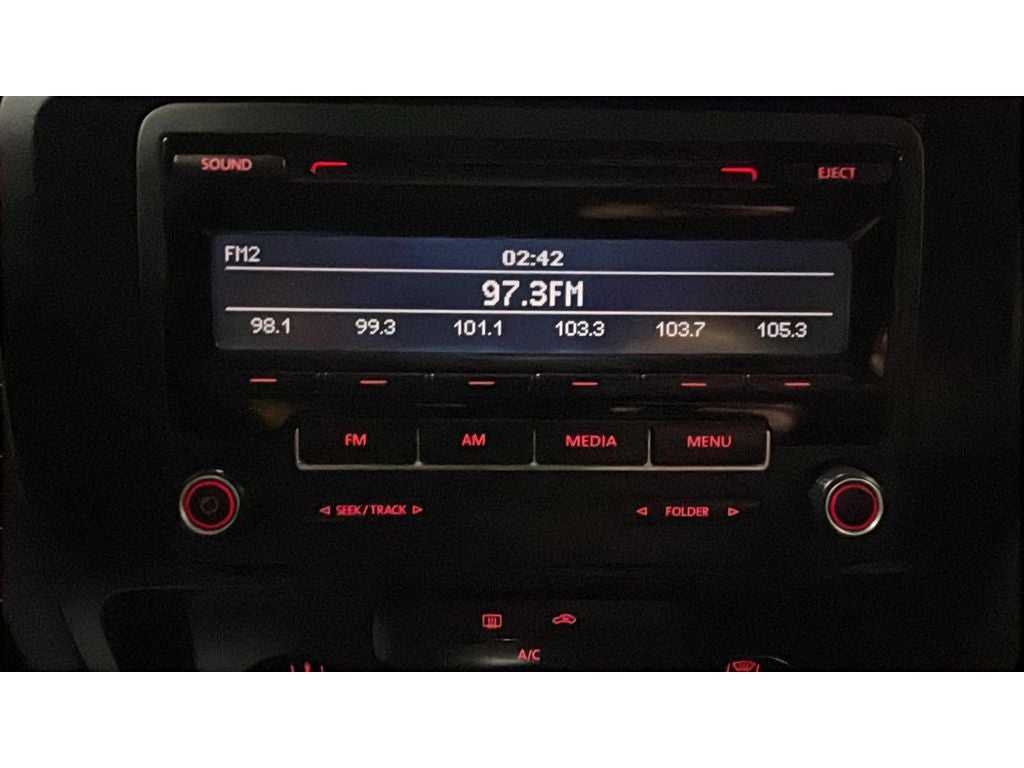 SOUND EJECT
FM2 02:42
97.3FM
98.1 99.3 101.1 103.3 103.7 105.3
FM AM MEDIA MENU
SEEK/TRACK FOLDER
A/C